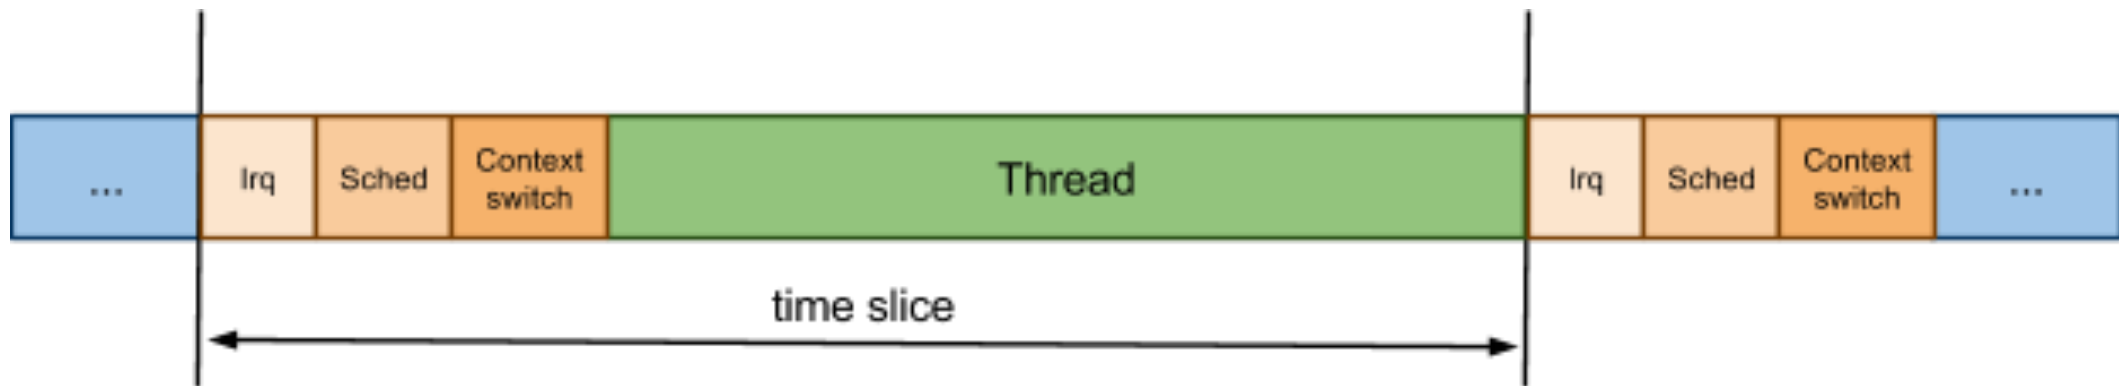 ...
Irq
Sched
Context
switch
Thread
Irq
Sched
Context
switch
...
time slice